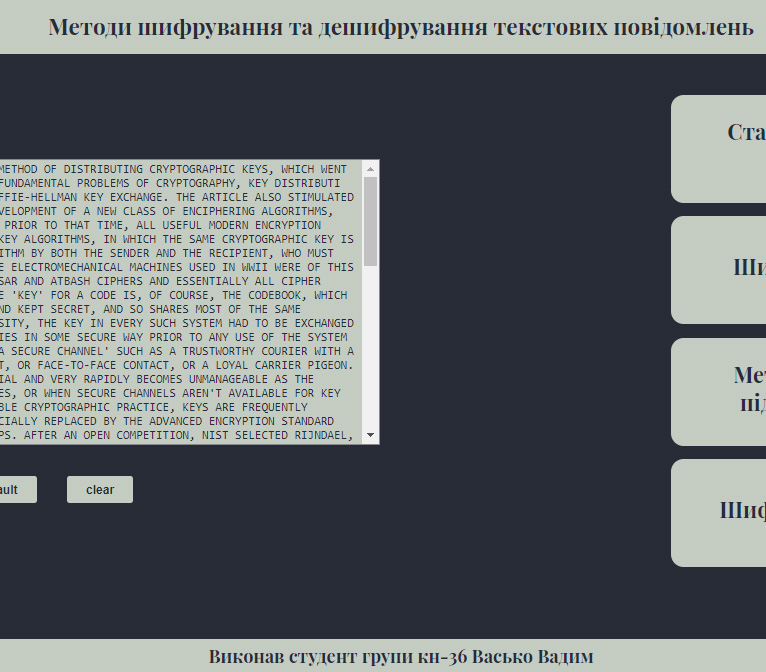 Методи шифрування та дешифрування текстових повідомлень
METHOD OF DISTRIBUTING CRYPTOGRAPHIC KEYS, WHICH WENT
FUNDAMENTAL PROBLEMS OF CRYPTOGRAPHY, KEY DISTRIBUTI
FFIE-HELLMAN KEY EXCHANGE. THE ARTICLE ALSO STIMULATED
VELOPMENT OF A NEW CLASS OF ENCIPHERING ALGORITHMS,
PRIOR TO THAT TIME, ALL USEFUL MODERN ENCRYPTION
KEY ALGORITHMS, IN WHICH THE SAME CRYPTOGRAPHIC KEY IS
ITHM BY BOTH THE SENDER AND THE RECIPIENT, WHO MUST
E ELECTROMECHANICAL MACHINES USED IN WWII WERE OF THIS
SAR AND ATBASH CIPHERS AND ESSENTIALLY ALL CIPHER
E 'KEY' FOR A CODE IS, OF COURSE, THE CODEBOOK, WHICH
ND KEPT SECRET, AND SO SHARES MOST OF THE SAME
SITY, THE KEY IN EVERY SUCH SYSTEM HAD TO BE EXCHANGED
IES IN SOME SECURE WAY PRIOR TO ANY USE OF THE SYSTEM
A SECURE CHANNEL' SUCH AS A TRUSTWORTHY COURIER WITH A
T, OR FACE-TO-FACE CONTACT, OR A LOYAL CARRIER PIGEON.
IAL AND VERY RAPIDLY BECOMES UNMANAGEABLE AS THE
ES, OR WHEN SECURE CHANNELS AREN'T AVAILABLE FOR KEY
BLE CRYPTOGRAPHIC PRACTICE, KEYS ARE FREQUENTLY
CIALLY REPLACED BY THE ADVANCED ENCRYPTION STANDARD
PS. AFTER AN OPEN COMPETITION, NIST SELECTED RIJNDAEL,
ault
clear
Ста
Ши
Ме
під
Шиф
Виконав студент групи кн-36 Васько Вадим